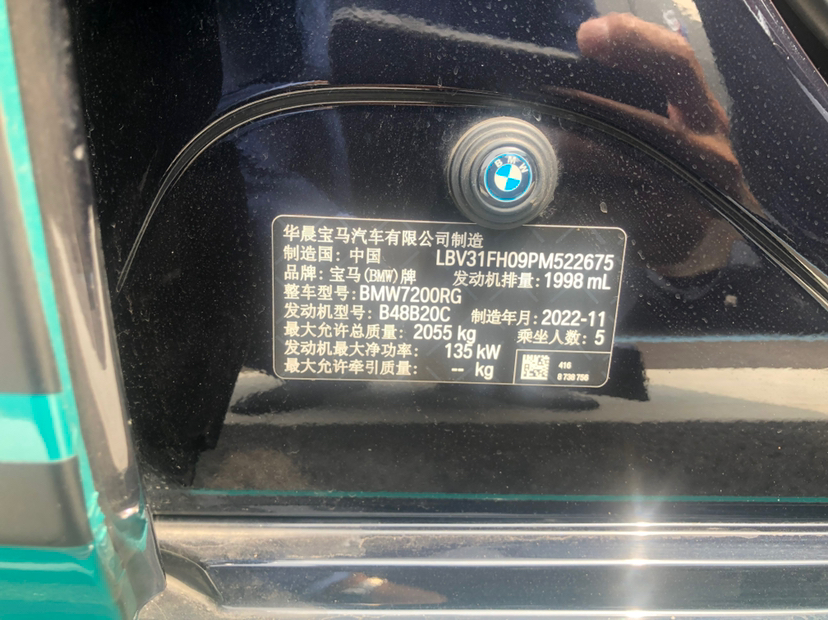 BMW
华晨宝马汽车有限公司制造
制造国：中国 LBV31FH09PM522675
品牌：宝马(BMW)牌 发动机排量：1998 mL
整车型号：BMW7200RG
发动机型号：B48B20C 制造年月：2022-11
最大允许总质量：2055 kg 乘坐人数：5
发动机最大净功率：135 kW
最大允许牵引质量：-- kg
416
8 738 756